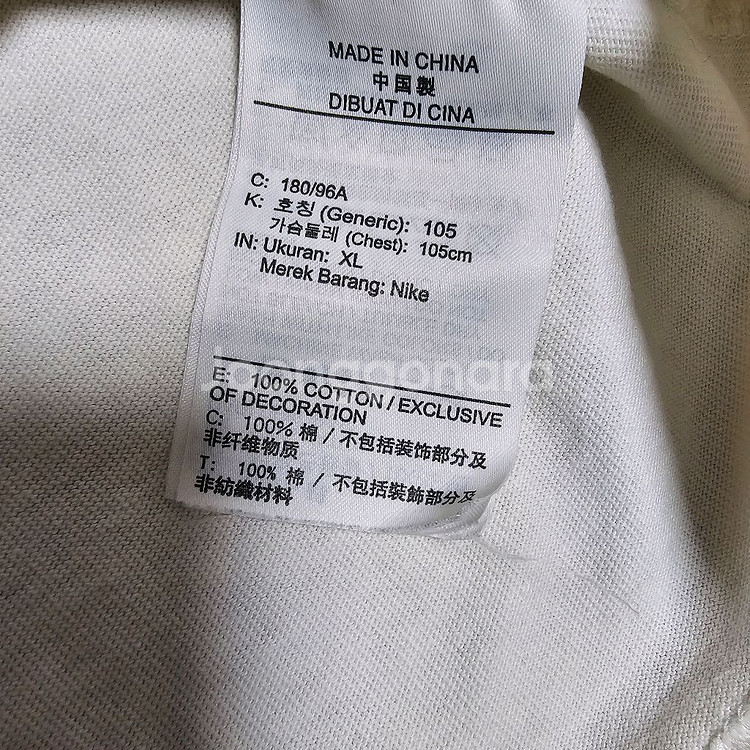 MADE IN CHINA
中国製
DIBUAT DI CINA
C: 180/96A
K: 호칭 (Generic): 105
가슴둘레 (Chest): 105cm
IN: Ukuran: XL
Merek Barang: Nike
joonggonara
E: 100% COTTON / EXCLUSIVE
OF DECORATION
C: 100% 棉 / 不包括装饰部分及
非纤维物质
T: 100% 棉 / 不包括裝飾部分及
非紡織材料